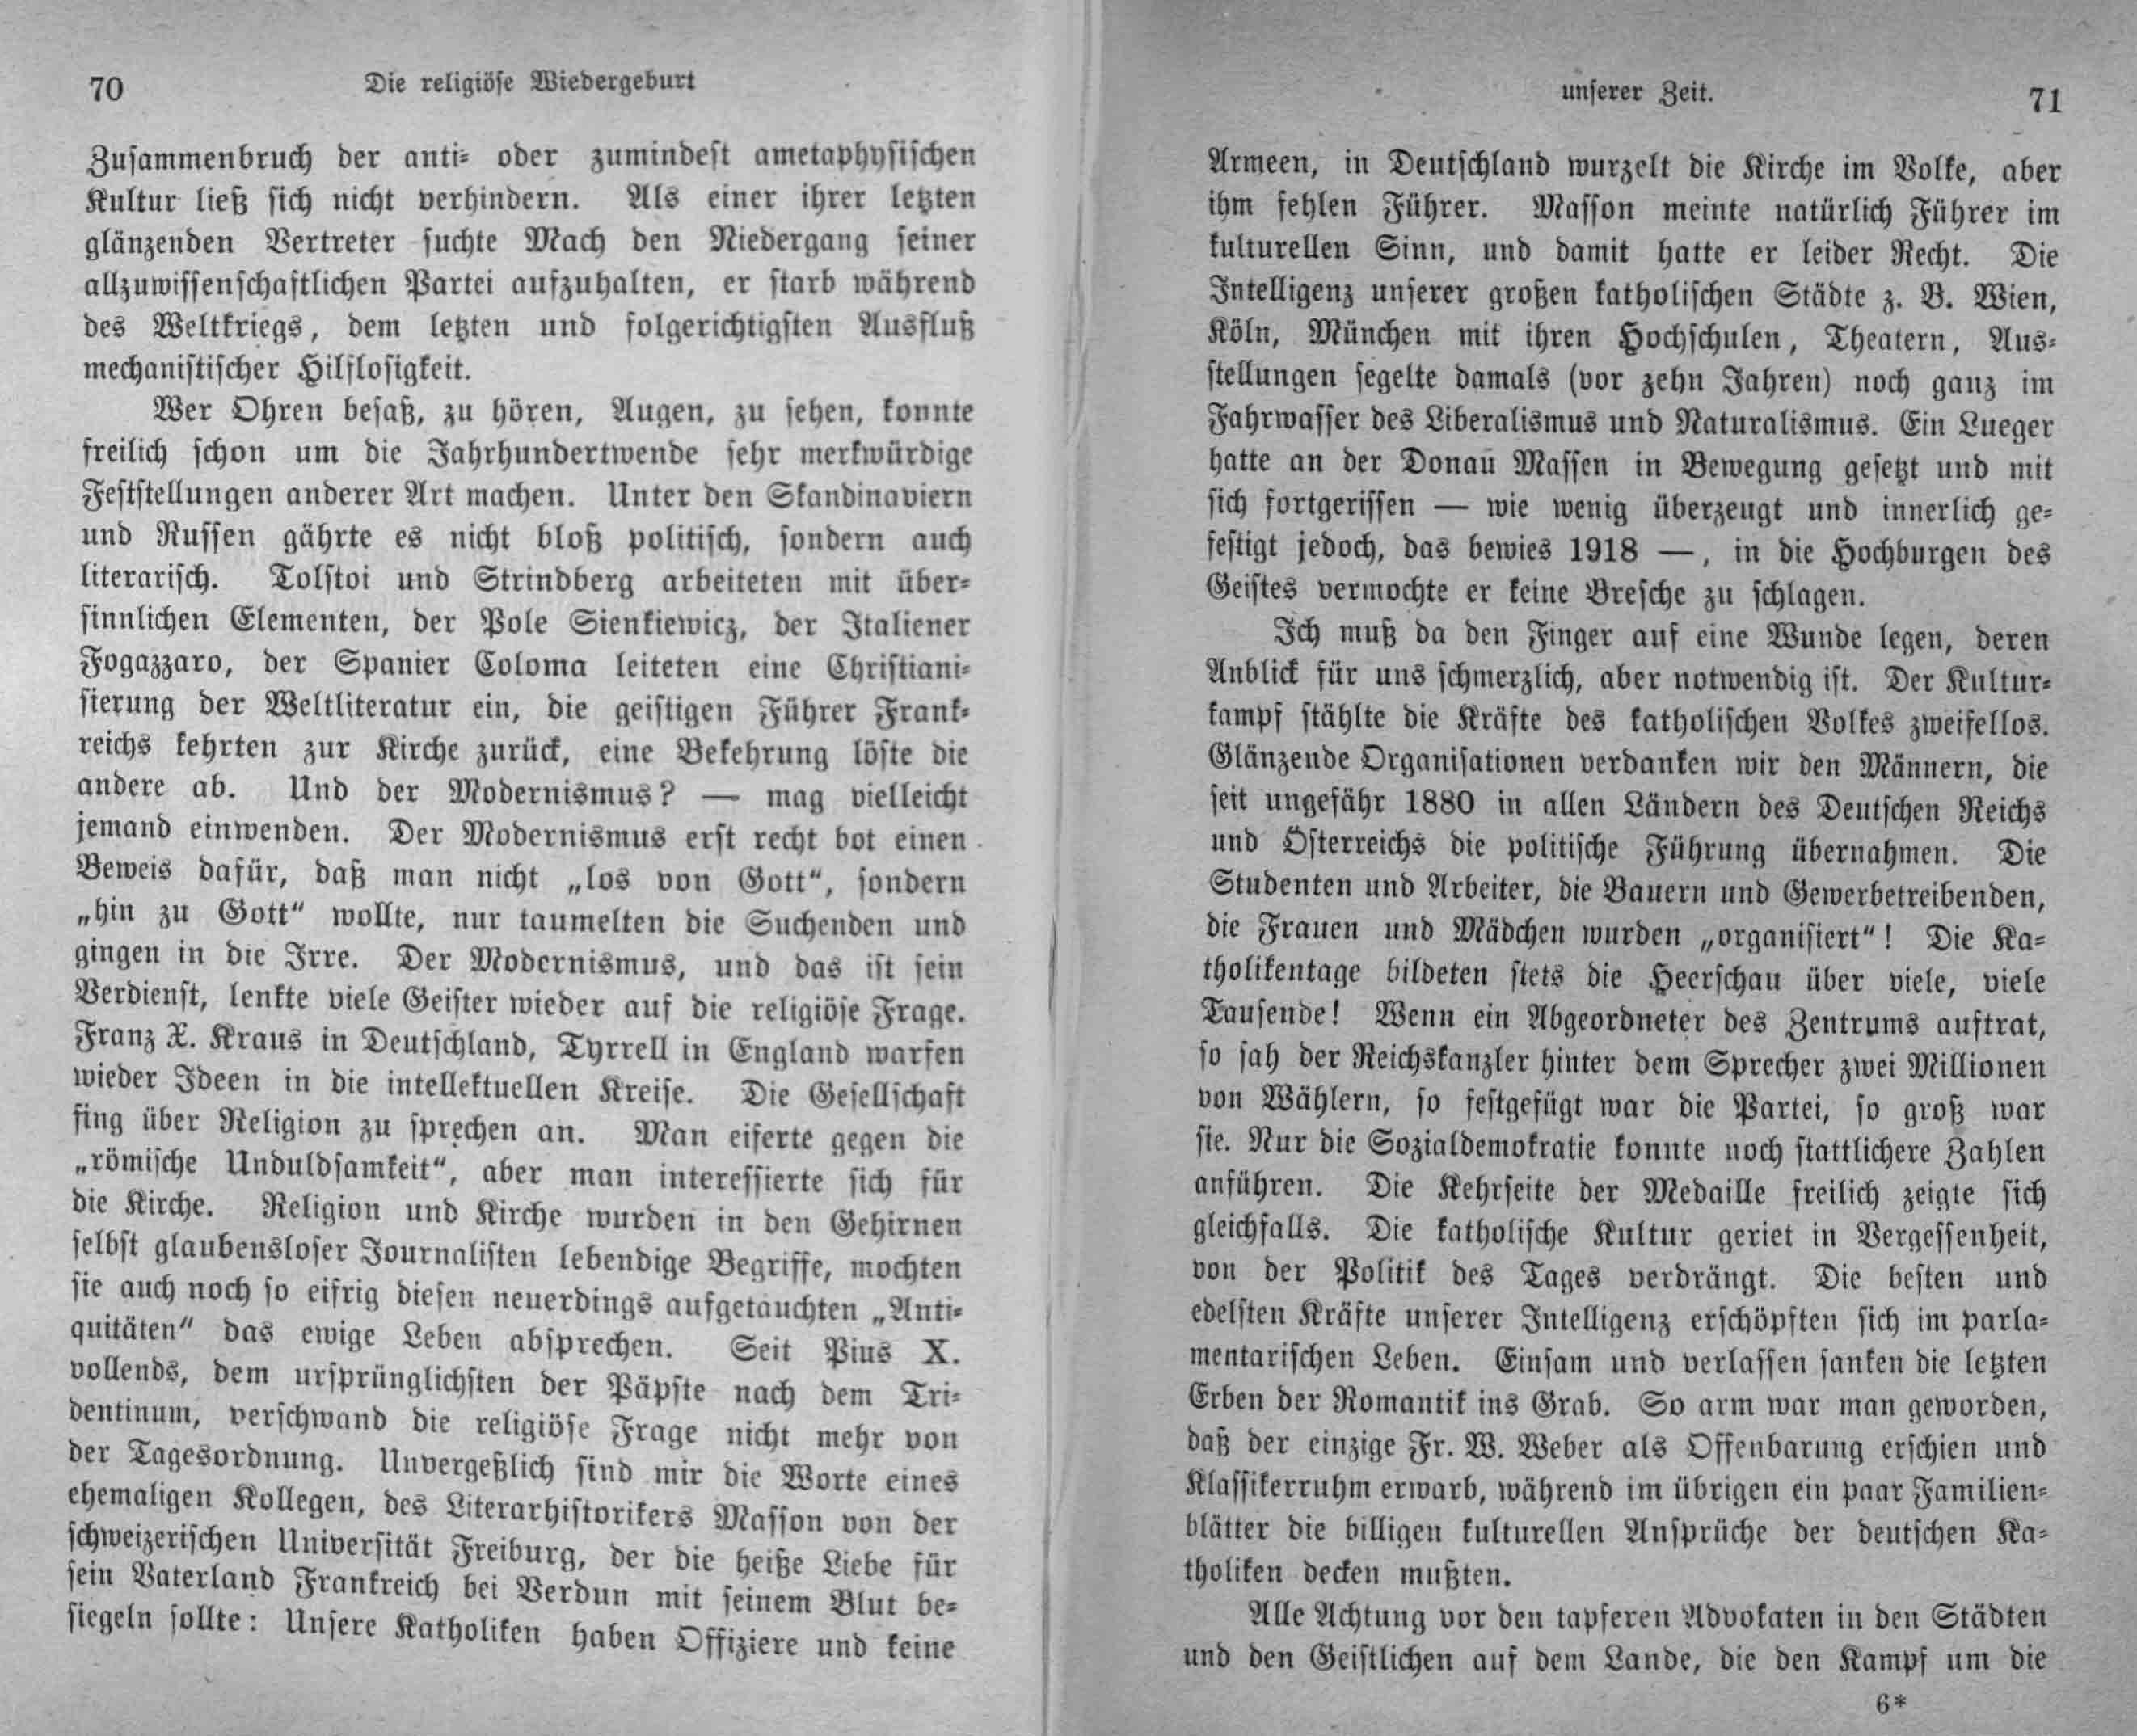 70
Die religiöse Wiedergeburt
Zusammenbruch der anti- oder zumindest ametaphysischen
Kultur ließ sich nicht verhindern. Als einer ihrer letzten
glänzenden Vertreter suchte Mach den Niedergang seiner
allzuwissenschaftlichen Partei aufzuhalten, er starb während
des Weltkriegs, dem letzten und folgerichtigsten Ausfluß
mechanistischer Hilflosigkeit.
Wer Ohren besaß, zu hören, Augen, zu sehen, konnte
freilich schon um die Jahrhundertwende sehr merkwürdige
Feststellungen anderer Art machen. Unter den Skandinaviern
und Russen gährte es nicht bloß politisch, sondern auch
literarisch. Tolstoi und Strindberg arbeiteten mit über-
sinnlichen Elementen, der Pole Sienkiewicz, der Italiener
Fogazzaro, der Spanier Coloma leiteten eine Christiani-
sierung der Weltliteratur ein, die geistigen Führer Frank-
reichs kehrten zur Kirche zurück, eine Bekehrung löste die
andere ab. Und der Modernismus? — mag vielleicht
jemand einwenden. Der Modernismus erst recht bot einen
Beweis dafür, daß man nicht „los von Gott“, sondern
„hin zu Gott“ wollte, nur taumelten die Suchenden und
gingen in die Irre. Der Modernismus, und das ist sein
Verdienst, lenkte viele Geister wieder auf die religiöse Frage.
Franz X. Kraus in Deutschland, Tyrrell in England warfen
wieder Ideen in die intellektuellen Kreise. Die Gesellschaft
fing über Religion zu sprechen an. Man eiferte gegen die
„römische Unduldsamkeit“, aber man interessierte sich für
die Kirche. Religion und Kirche wurden in den Gehirnen
selbst glaubensloser Journalisten lebendige Begriffe, mochten
sie auch noch so eifrig diesen neuerdings aufgetauchten „Anti-
quitäten“ das ewige Leben absprechen. Seit Pius X.
vollends, dem ursprünglichsten der Päpste nach dem Tri-
dentinum, verschwand die religiöse Frage nicht mehr von
der Tagesordnung. Unvergeßlich sind mir die Worte eines
ehemaligen Kollegen, des Literarhistorikers Masson von der
schweizerischen Universität Freiburg, der die heiße Liebe für
sein Vaterland Frankreich bei Verdun mit seinem Blut be-
siegeln sollte: Unsere Katholiken haben Offiziere und keine
unserer Zeit.
71
Armeen, in Deutschland wurzelt die Kirche im Volke, aber
ihm fehlen Führer. Masson meinte natürlich Führer im
kulturellen Sinn, und damit hatte er leider Recht. Die
Intelligenz unserer großen katholischen Städte z. B. Wien,
Köln, München mit ihren Hochschulen, Theatern, Aus-
stellungen segelte damals (vor zehn Jahren) noch ganz im
Fahrwasser des Liberalismus und Naturalismus. Ein Lueger
hatte an der Donau Massen in Bewegung gesetzt und mit
sich fortgerissen — wie wenig überzeugt und innerlich ge-
festigt jedoch, das bewies 1918 —, in die Hochburgen des
Geistes vermochte er keine Bresche zu schlagen.
Ich muß da den Finger auf eine Wunde legen, deren
Anblick für uns schmerzlich, aber notwendig ist. Der Kultur-
kampf stählte die Kräfte des katholischen Volkes zweifellos.
Glänzende Organisationen verdanken wir den Männern, die
seit ungefähr 1880 in allen Ländern des Deutschen Reichs
und Österreichs die politische Führung übernahmen. Die
Studenten und Arbeiter, die Bauern und Gewerbetreibenden,
die Frauen und Mädchen wurden „organisiert“! Die Ka-
tholikentage bildeten stets die Heerschau über viele, viele
Tausende! Wenn ein Abgeordneter des Zentrums auftrat,
so sah der Reichskanzler hinter dem Sprecher zwei Millionen
von Wählern, so festgefügt war die Partei, so groß war
sie. Nur die Sozialdemokratie konnte noch stattlichere Zahlen
anführen. Die Kehrseite der Medaille freilich zeigte sich
gleichfalls. Die katholische Kultur geriet in Vergessenheit,
von der Politik des Tages verdrängt. Die besten und
edelsten Kräfte unserer Intelligenz erschöpften sich im parla-
mentarischen Leben. Einsam und verlassen sanken die letzten
Erben der Romantik ins Grab. So arm war man geworden,
daß der einzige Fr. W. Weber als Offenbarung erschien und
Klassikerruhm erwarb, während im übrigen ein paar Familien-
blätter die billigen kulturellen Ansprüche der deutschen Ka-
tholiken decken mußten.
Alle Achtung vor den tapferen Advokaten in den Städten
und den Geistlichen auf dem Lande, die den Kampf um die
6*